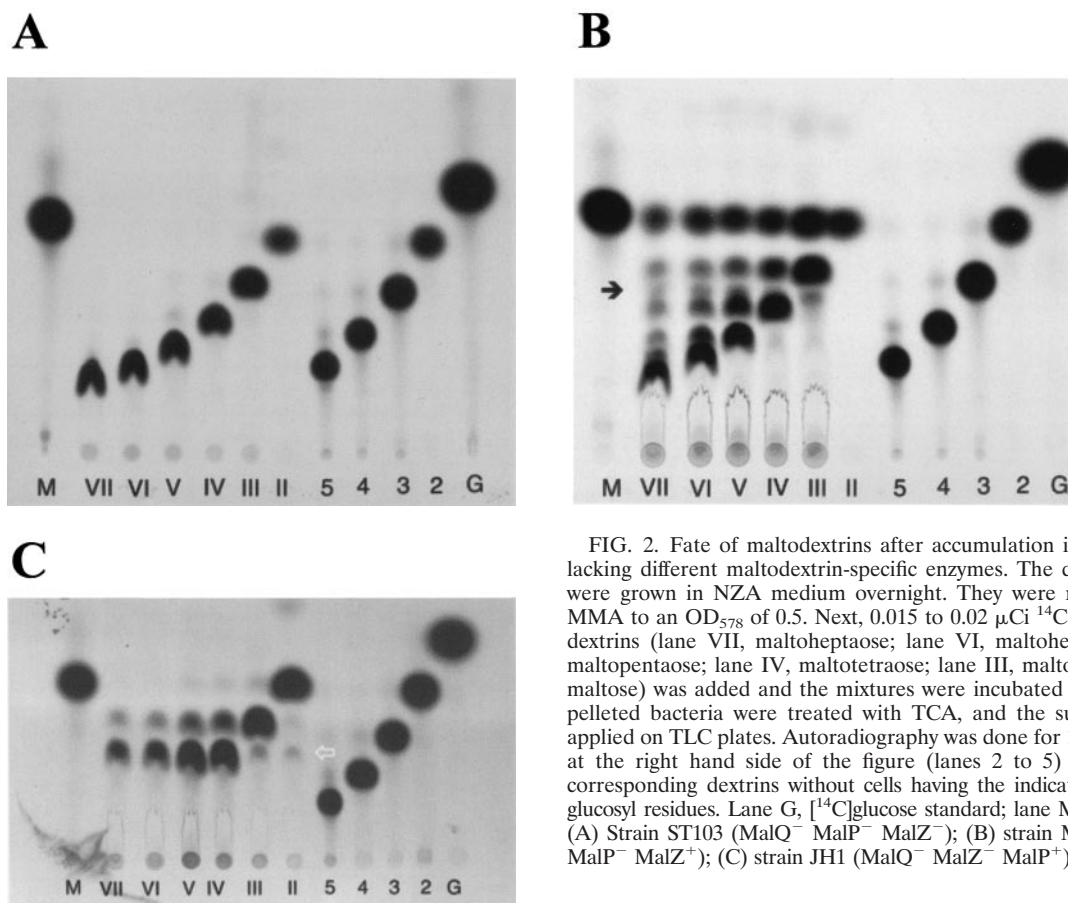 A
B
M VII VI V IV III II 5 4 3 2 G
M VII VI V IV III II 5 4 3 2 G
C
M VII VI V IV III II 5 4 3 2 G
FIG. 2. Fate of maltodextrins after accumulation i
lacking different maltodextrin-specific enzymes. The
were grown in NZA medium overnight. They were
MMA to an OD₅₇₈ of 0.5. Next, 0.015 to 0.02 μCi ¹⁴C
dextrins (lane VII, maltoheptaose; lane VI, maltohe
maltopentaose; lane IV, maltotetraose; lane III, malto
maltose) was added and the mixtures were incubated
pelleted bacteria were treated with TCA, and the su
applied on TLC plates. Autoradiography was done for
at the right hand side of the figure (lanes 2 to 5)
corresponding dextrins without cells having the indica
glucosyl residues. Lane G, [¹⁴C]glucose standard; lane M
(A) Strain ST103 (MalQ⁻ MalP⁻ MalZ⁻); (B) strain M
MalP⁻ MalZ⁺); (C) strain JH1 (MalQ⁻ MalZ⁻ MalP⁺)